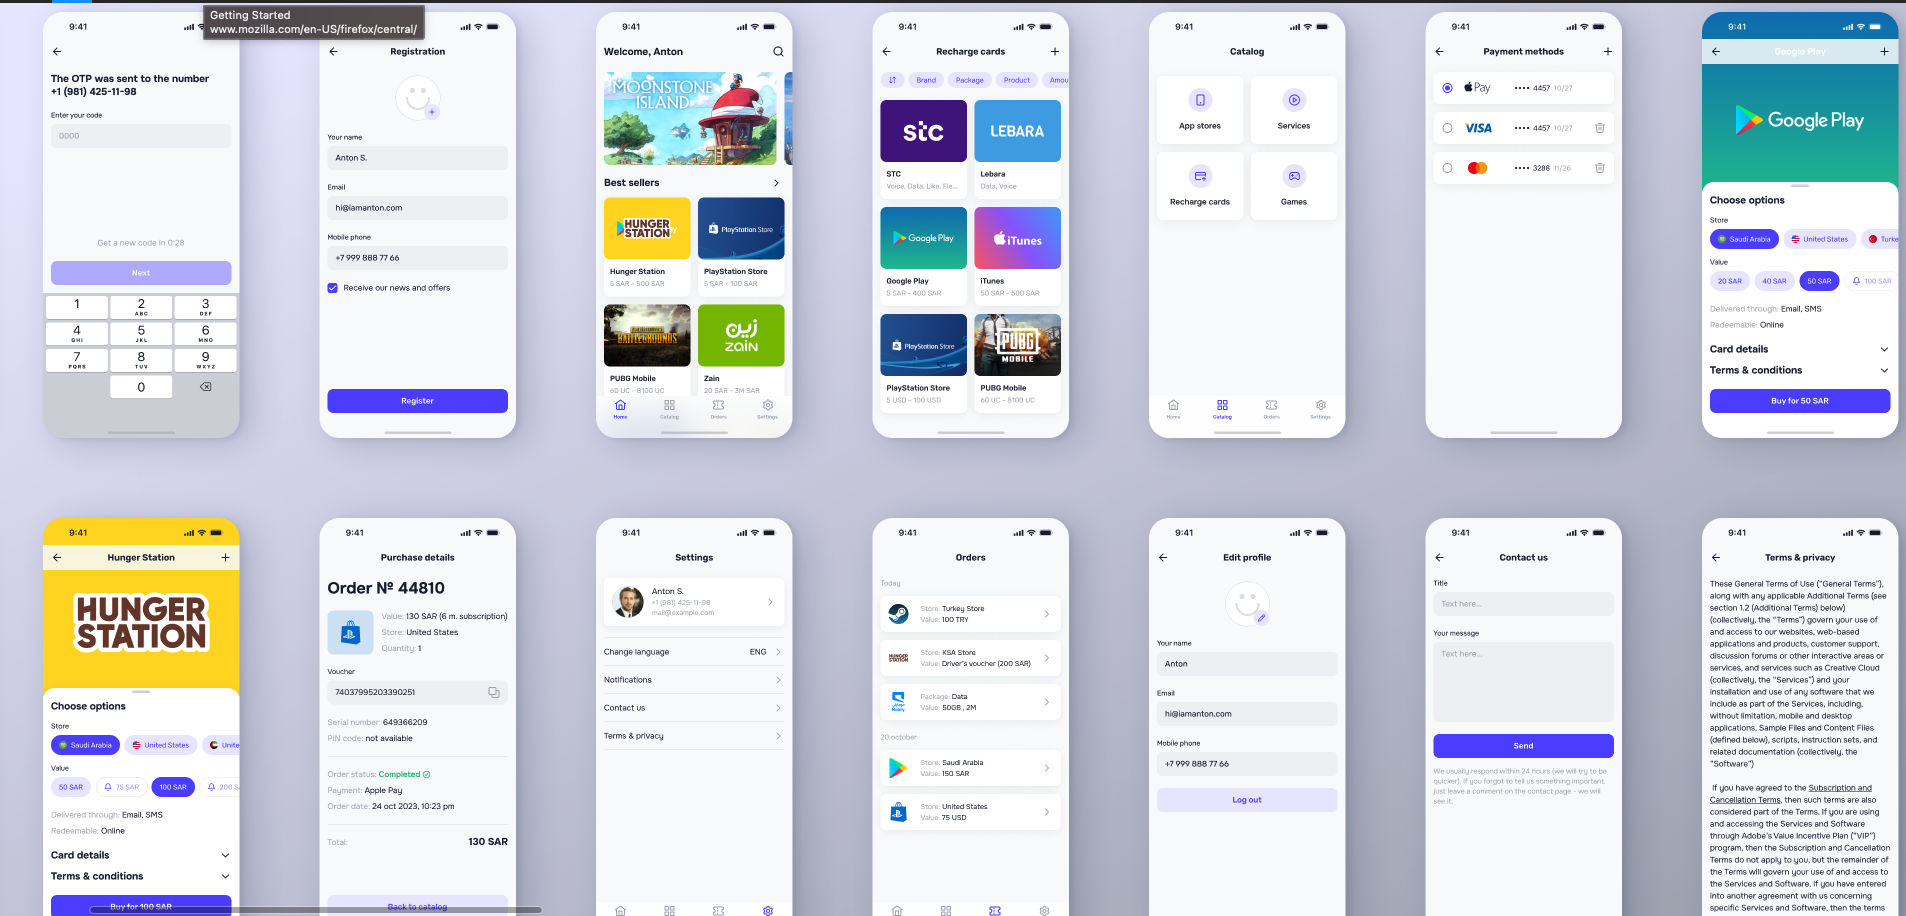 Getting Started
www.mozilla.com/en-US/firefox/central/
9:41
The OTP was sent to the number
+1 (981) 425-11-98
Enter your code
0000
Get a new code in 0:28
Next
1
2
ABC
3
DEF
4
GHI
5
JKL
6
MNO
7
PQRS
8
TUV
9
WXYZ
0
Registration
Your name
Anton S.
Email
hi@iamanton.com
Mobile phone
+7 999 888 77 66
Receive our news and offers
Register
9:41
Welcome, Anton
MOONSTONE
ISLAND
Best sellers
HUNGER
STATION
Hunger Station
5 SAR - 500 SAR
PlayStation Store
PlayStation Store
5 SAR - 100 SAR
BATTLEGROUNDS
PUBG Mobile
60 UC - 8100 UC
زين
zain
Zain
20 SAR - 3M SAR
Home
Catalog
Orders
Settings
9:41
Recharge cards
Brand
Package
Product
Amou
stc
STC
Voice, Data, Like, Fle...
LEBARA
Lebara
Data, Voice
Google Play
Google Play
5 SAR - 400 SAR
iTunes
iTunes
50 SAR - 500 SAR
PlayStation Store
PlayStation Store
5 USD - 100 USD
PUBG
MOBILE
PUBG Mobile
60 UC - 8100 UC
9:41
Catalog
App stores
Services
Recharge cards
Games
Home
Catalog
Orders
Settings
9:41
Payment methods
Pay
•••• 4457 10/27
VISA
•••• 4457 10/27
•••• 3288 11/26
9:41
Google Play
Google Play
Choose options
Store
Saudi Arabia
United States
Turke
Value
20 SAR
40 SAR
50 SAR
100 SAR
Delivered through: Email, SMS
Redeemable: Online
Card details
Terms & conditions
Buy for 50 SAR
9:41
Hunger Station
HUNGER
STATION
Choose options
Store
Saudi Arabia
United States
Unite
Value
50 SAR
75 SAR
100 SAR
200 S
Delivered through: Email, SMS
Redeemable: Online
Card details
Terms & conditions
Buy for 100 SAR
9:41
Purchase details
Order № 44810
Value: 130 SAR (6 m. subscription)
Store: United States
Quantity: 1
Voucher
74037995203390251
Serial number: 649366209
PIN code: not available
Order status: Completed
Payment: Apple Pay
Order date: 24 oct 2023, 10:23 pm
Total:
130 SAR
Back to catalog
9:41
Settings
Anton S.
+1 (981) 425-11-98
mail@example.com
Change language
ENG
Notifications
Contact us
Terms & privacy
9:41
Orders
Today
Store: Turkey Store
Value: 100 TRY
HUNGER
STATION
Store: KSA Store
Value: Driver's voucher (200 SAR)
Package: Data
Value: 50GB , 2M
20 october
Store: Saudi Arabia
Value: 150 SAR
Store: United States
Value: 75 USD
9:41
Edit profile
Your name
Anton
Email
hi@iamanton.com
Mobile phone
+7 999 888 77 66
Log out
9:41
Contact us
Title
Text here...
Your message
Text here...
Send
We usually respond within 24 hours (we will try to be
quicker). If you forgot to tell us something important,
just leave a comment on the contact page - we will
see it.
9:41
Terms & privacy
These General Terms of Use ("General Terms"),
along with any applicable Additional Terms (see
section 1.2 (Additional Terms) below)
(collectively, the "Terms") govern your use of
and access to our websites, web-based
applications and products, customer support,
discussion forums or other interactive areas or
services, and services such as Creative Cloud
(collectively, the "Services") and your
installation and use of any software that we
include as part of the Services, including,
without limitation, mobile and desktop
applications, Sample Files and Content Files
(defined below), scripts, instruction sets, and
related documentation (collectively, the
"Software")
If you have agreed to the Subscription and
Cancellation Terms, then such terms are also
considered part of the Terms. If you are using
and accessing the Services and Software
through Adobe's Value Incentive Plan ("VIP")
program, then the Subscription and Cancellation
Terms do not apply to you, but the remainder of
the Terms will govern your use of and access to
the Services and Software. If you have entered
into another agreement with us concerning
specific Services and Software, then the terms